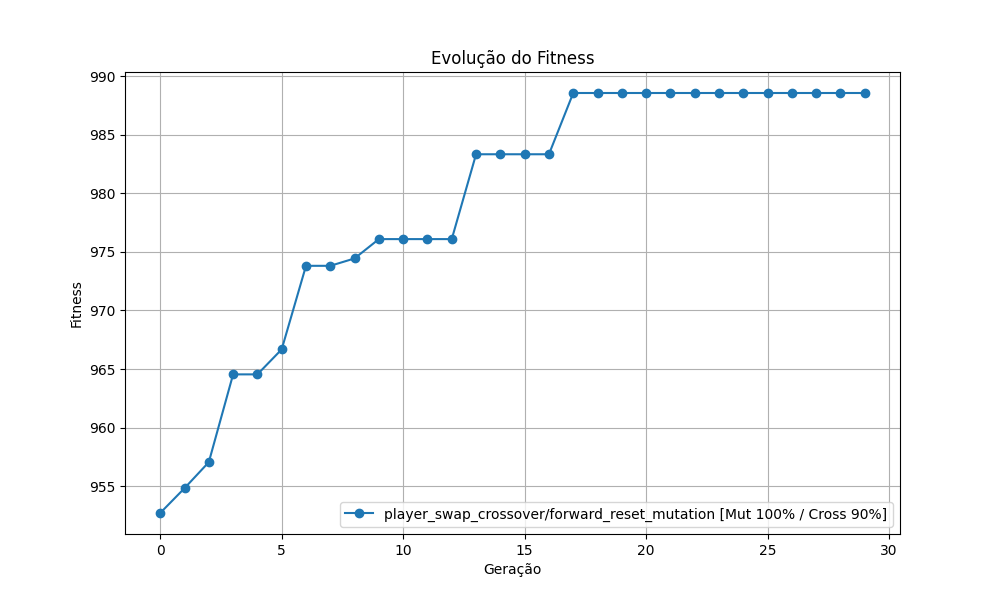 Evolução do Fitness
990
985
980
975
970
965
960
955
Fitness
player_swap_crossover/forward_reset_mutation [Mut 100% / Cross 90%]
0 5 10 15 20 25 30
Geração